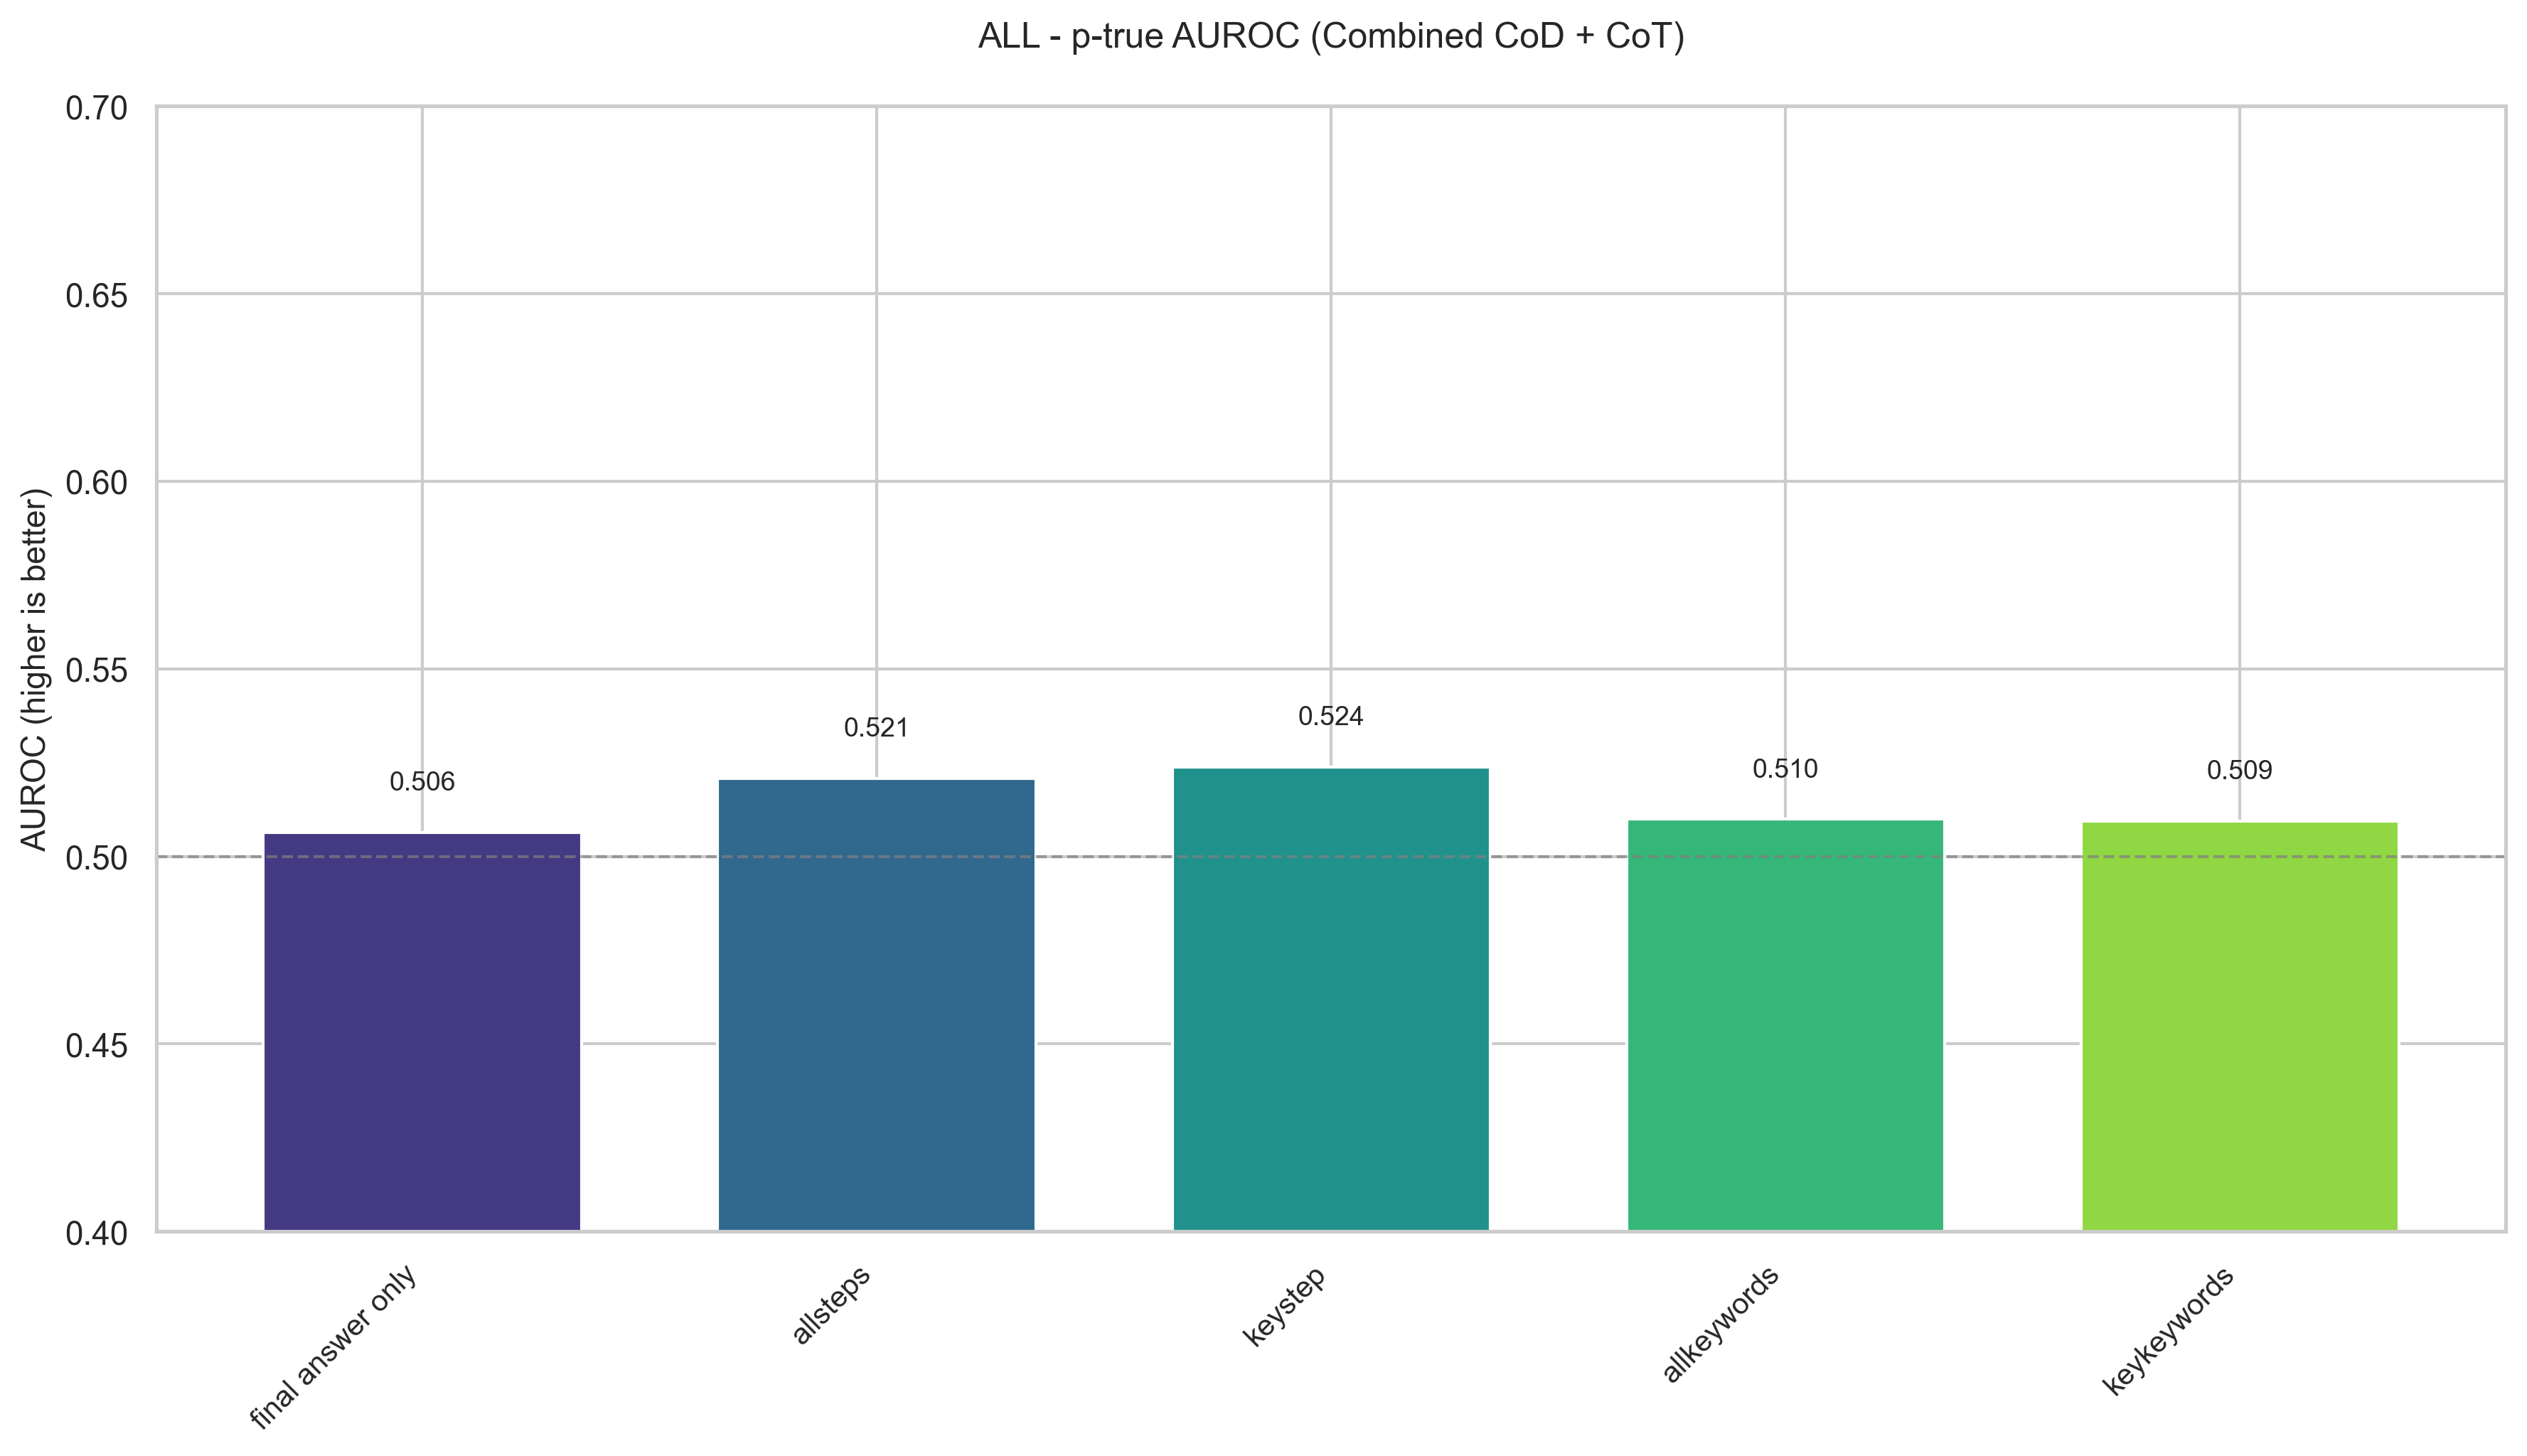 ALL - p-true AUROC (Combined CoD + CoT)
AUROC (higher is better)
0.70
0.65
0.60
0.55
0.50
0.45
0.40
0.506
0.521
0.524
0.510
0.509
final answer only
allsteps
keystep
allkeywords
keykeywords